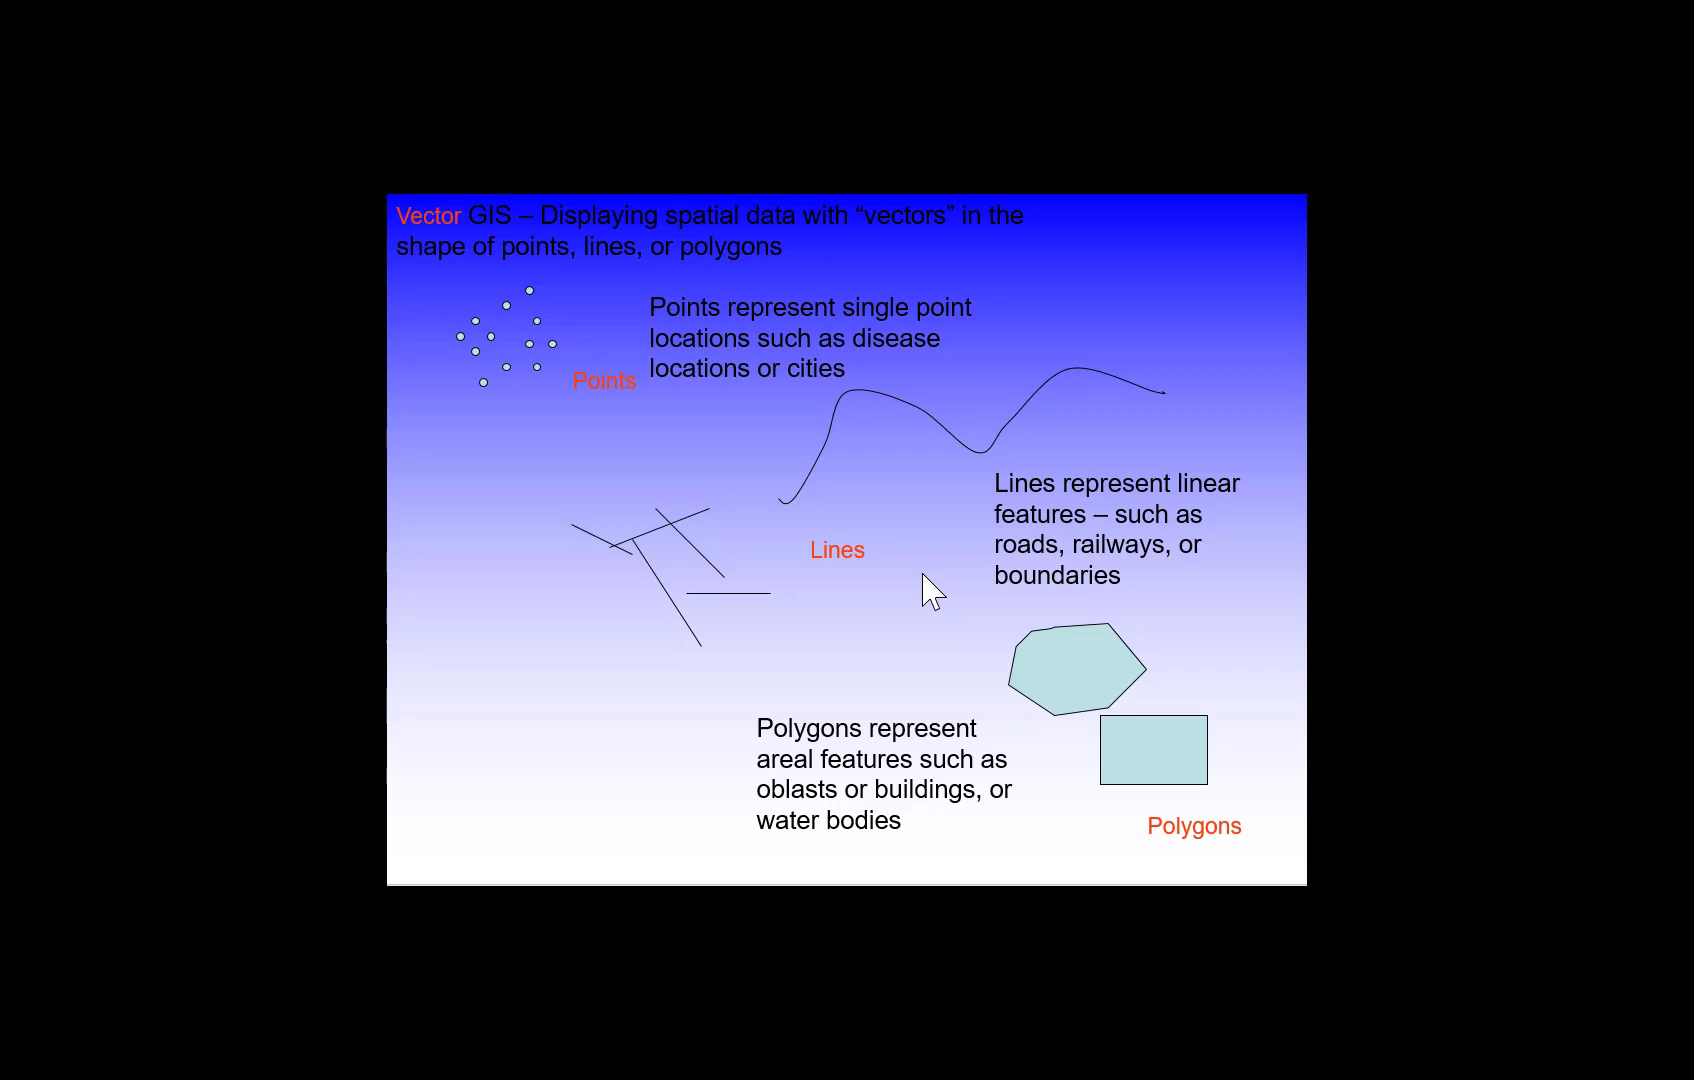 Vector GIS – Displaying spatial data with “vectors” in the
shape of points, lines, or polygons
Points represent single point
locations such as disease
locations or cities
Points
Lines represent linear
features – such as
roads, railways, or
boundaries
Lines
Polygons represent
areal features such as
oblasts or buildings, or
water bodies
Polygons